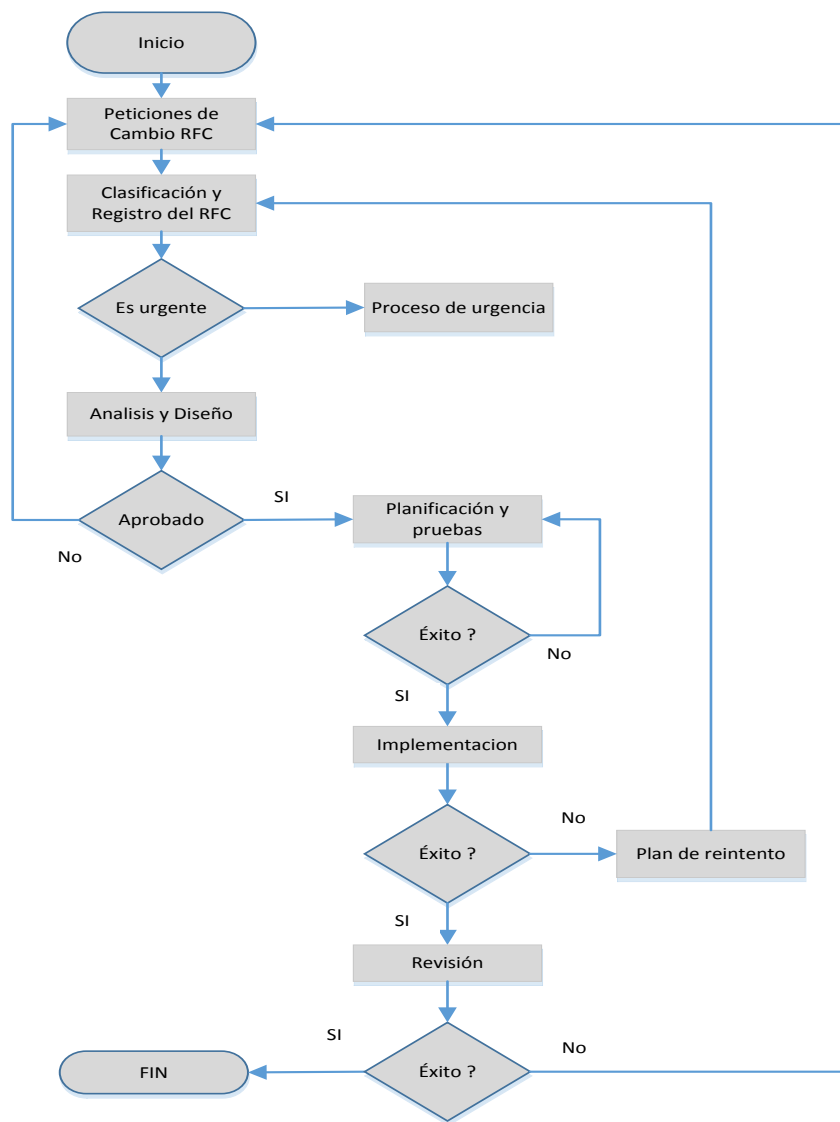 Inicio
Peticiones de
Cambio RFC
Clasificación y
Registro del RFC
Es urgente
Proceso de urgencia
Analisis y Diseño
Aprobado
SI
No
Planificación y
pruebas
Éxito ?
No
SI
Implementacion
Éxito ?
No
Plan de reintento
SI
Revisión
Éxito ?
SI
No
FIN